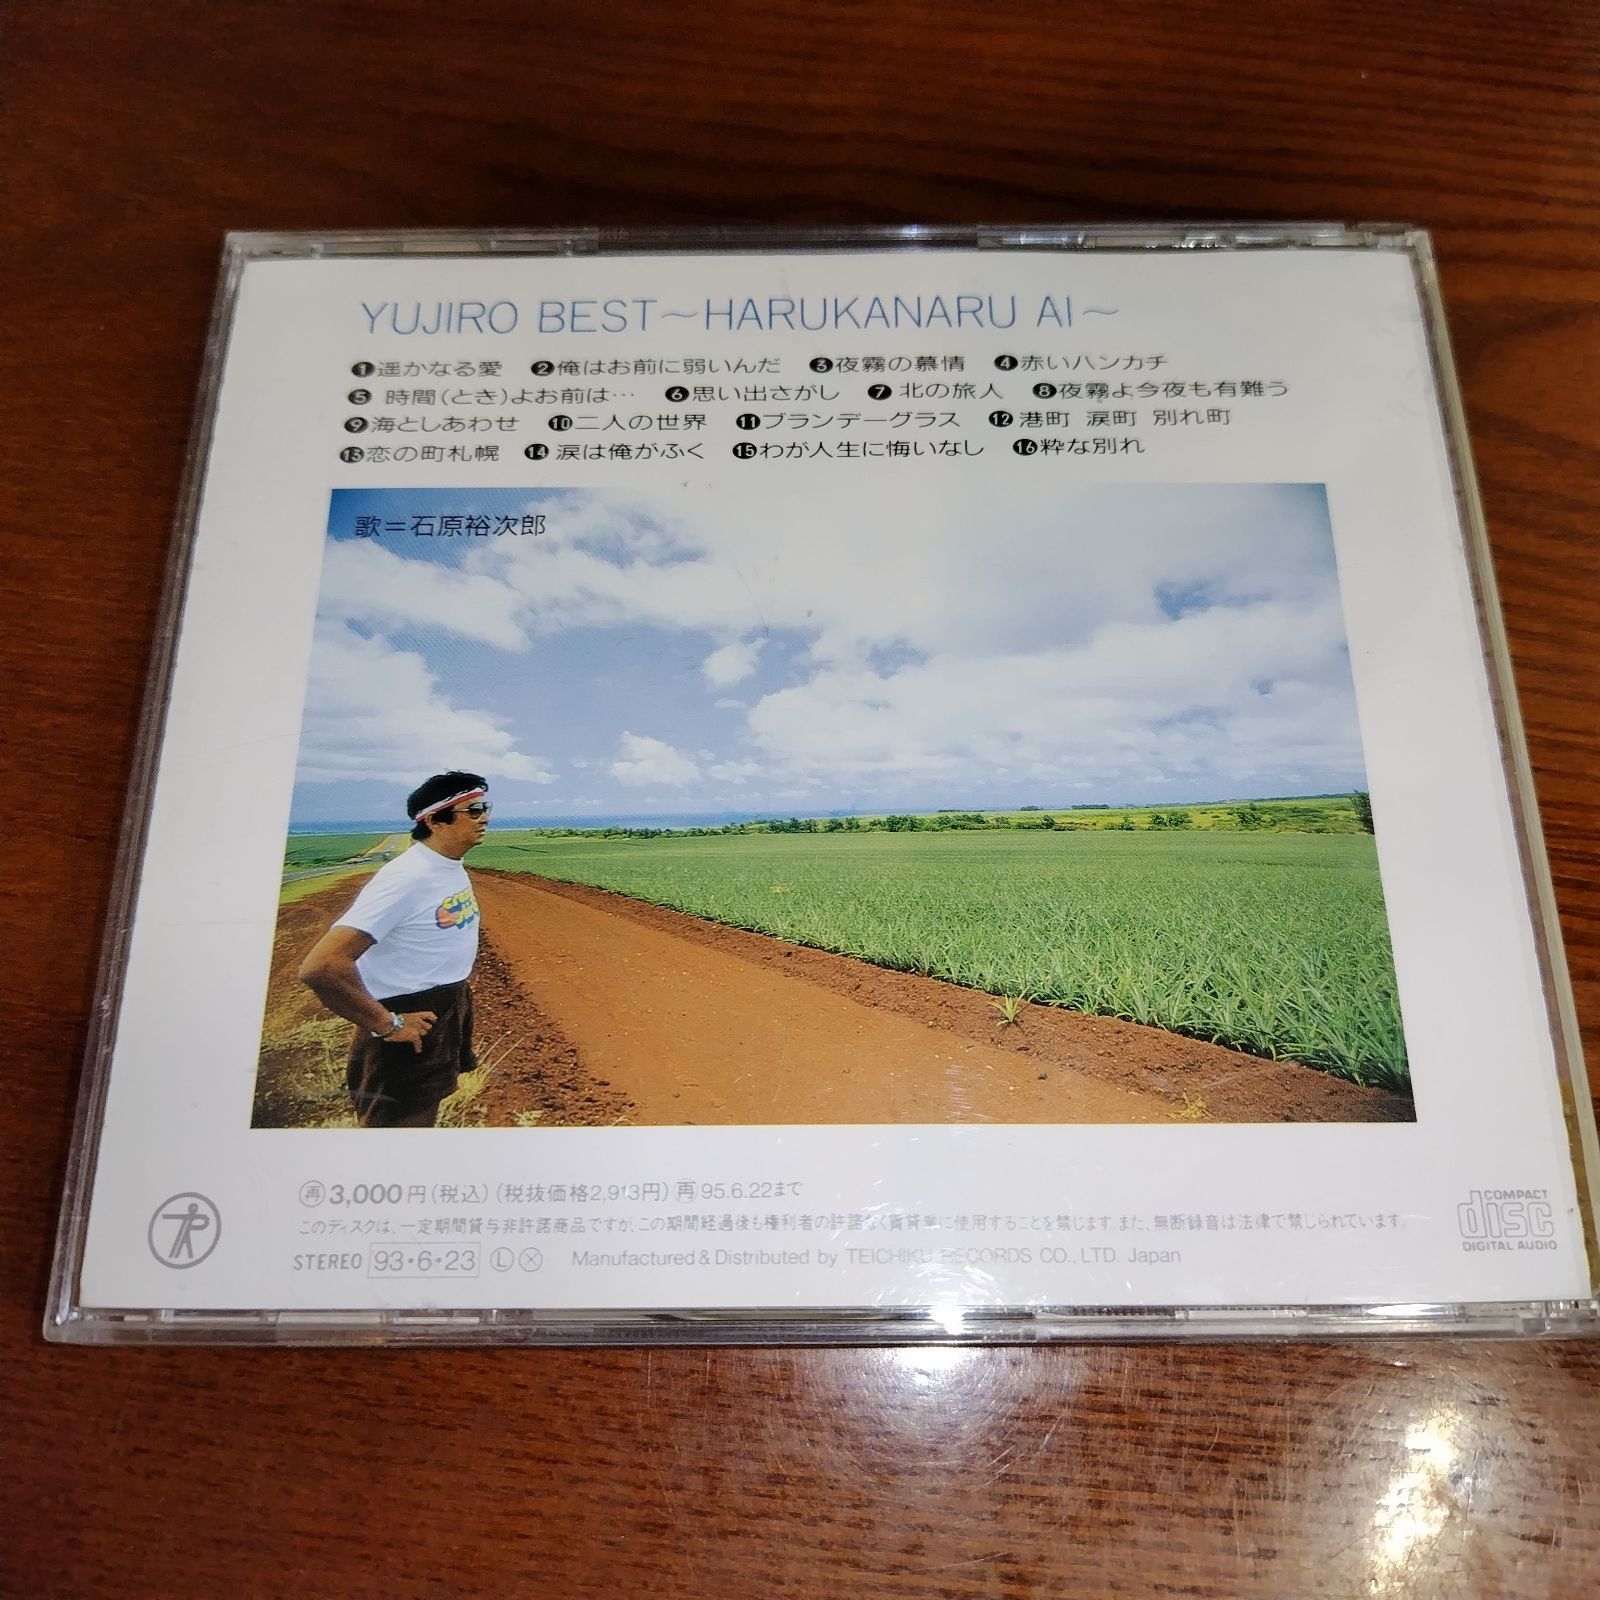 YUJIRO BEST～HARUKANARU AI～
❶遥かなる愛 ❷俺はお前に弱いんだ ❸夜霧の慕情 ❹赤いハンカチ
❺時間(とき)よお前は… ❻思い出さがし ❼北の旅人 ❽夜霧よ今夜も有難う
❾海としあわせ ❿二人の世界 ⓫ブランデーグラス ⓬港町 涙町 別れ町
⓭恋の町札幌 ⓮涙は俺がふく ⓯わが人生に悔いなし ⓰粋な別れ
歌＝石原裕次郎
㊢3,000円(税込)(税抜価格2,913円)再95.6.22まで
このディスクは、一定期間貸与非許諾商品ですが、この期間経過後も権利者の許諾なく賃貸業に使用することを禁じます。また、無断録音は法律で禁じられています。
STEREO 93・6・23 Ⓛ Ⓧ Manufactured & Distributed by TEICHIKU RECORDS CO., LTD. Japan
COMPACT
disc
DIGITAL AUDIO